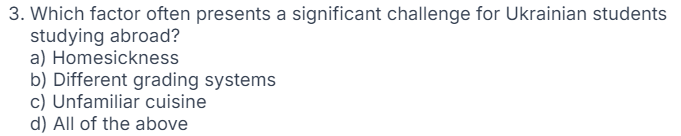 3. Which factor often presents a significant challenge for Ukrainian students
studying abroad?
a) Homesickness
b) Different grading systems
c) Unfamiliar cuisine
d) All of the above